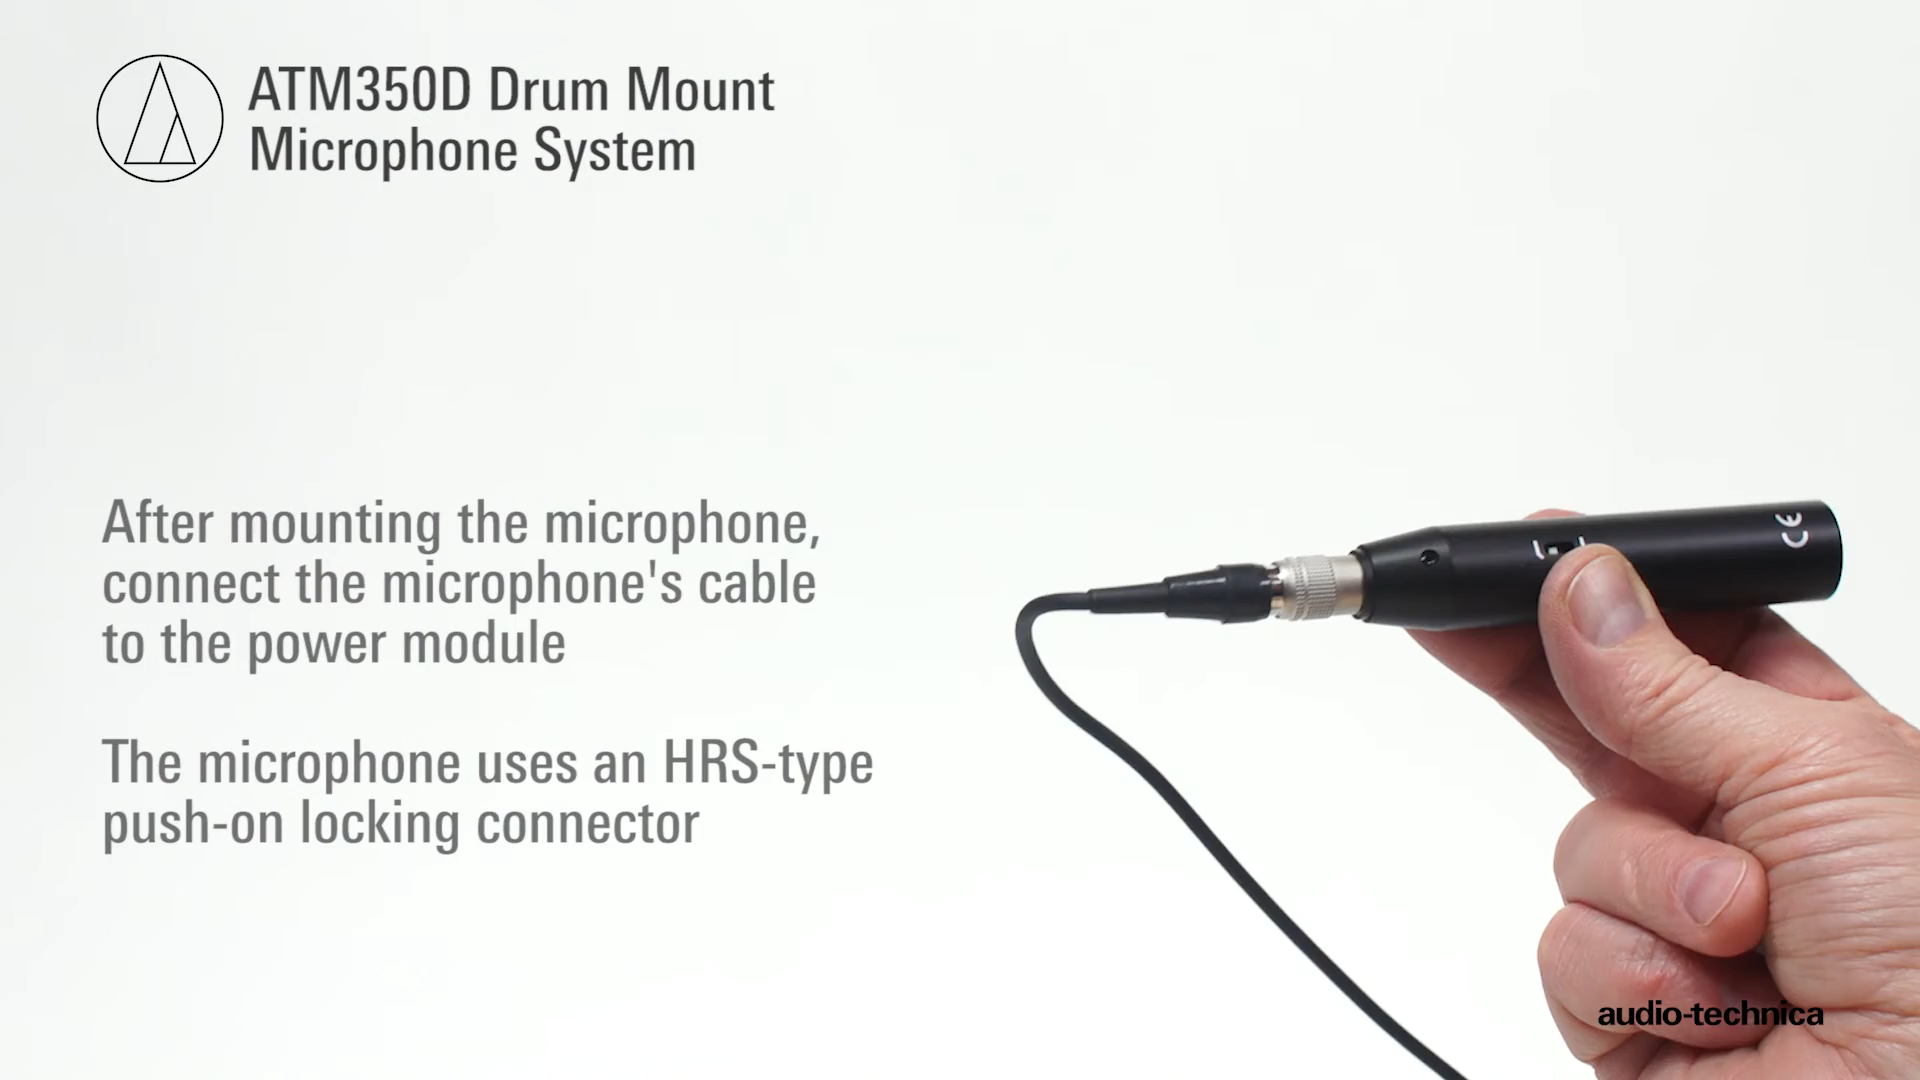 ATM350D Drum Mount
Microphone System
After mounting the microphone,
connect the microphone's cable
to the power module
The microphone uses an HRS-type
push-on locking connector
CE
audio-technica